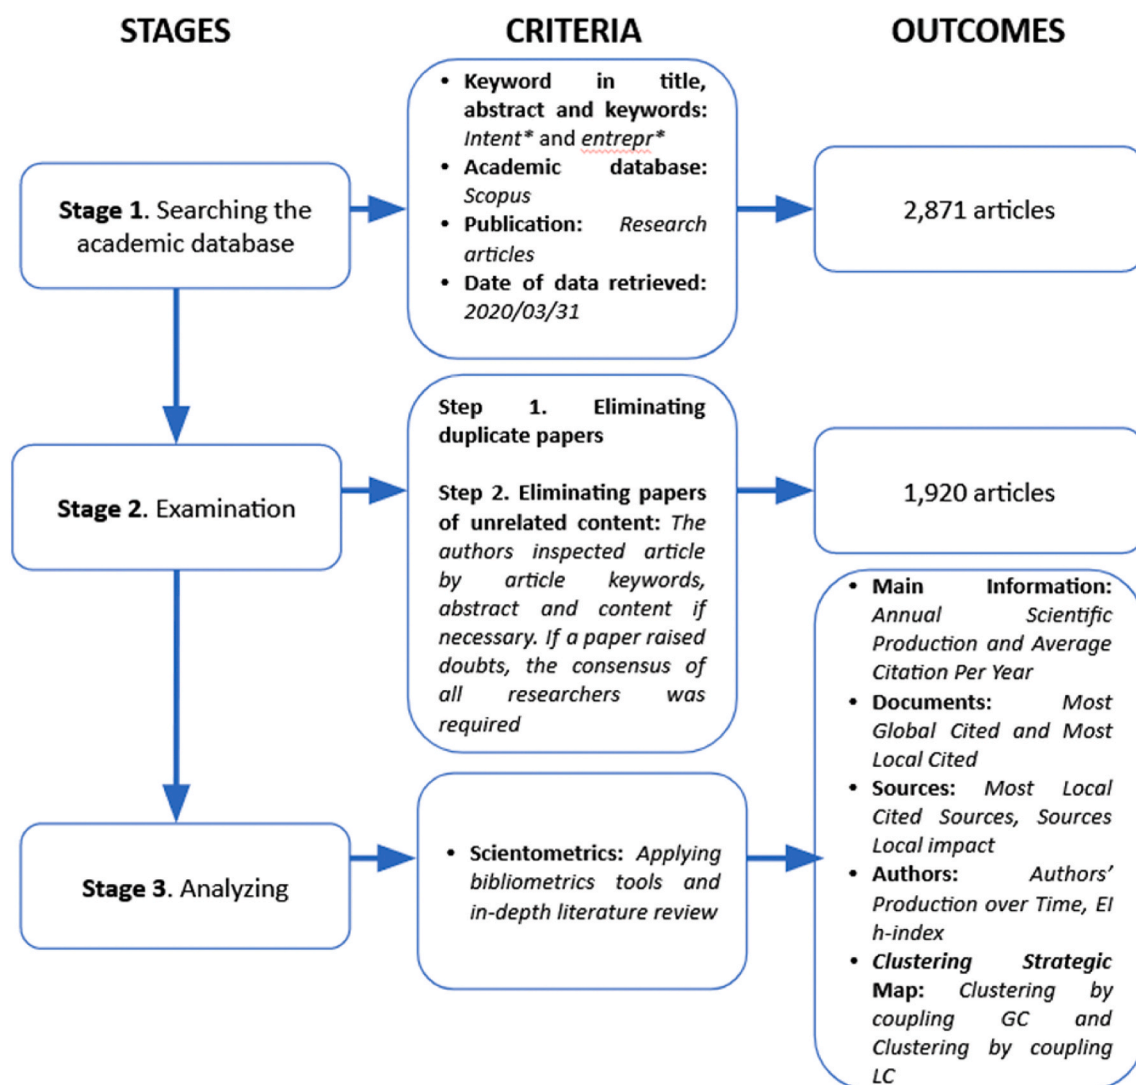 STAGES
CRITERIA
OUTCOMES
Stage 1. Searching the
academic database
• Keyword in title,
abstract and keywords:
Intent* and entrepr*
• Academic database:
Scopus
• Publication: Research
articles
• Date of data retrieved:
2020/03/31
2,871 articles
Stage 2. Examination
Step 1. Eliminating
duplicate papers
Step 2. Eliminating papers
of unrelated content: The
authors inspected article
by article keywords,
abstract and content if
necessary. If a paper raised
doubts, the consensus of
all researchers was
required
1,920 articles
Stage 3. Analyzing
• Scientometrics: Applying
bibliometrics tools and
in-depth literature review
• Main Information:
Annual Scientific
Production and Average
Citation Per Year
• Documents: Most
Global Cited and Most
Local Cited
• Sources: Most Local
Cited Sources, Sources
Local impact
• Authors: Authors’
Production over Time, EI
h-index
• Clustering Strategic
Map: Clustering by
coupling GC and
Clustering by coupling
LC